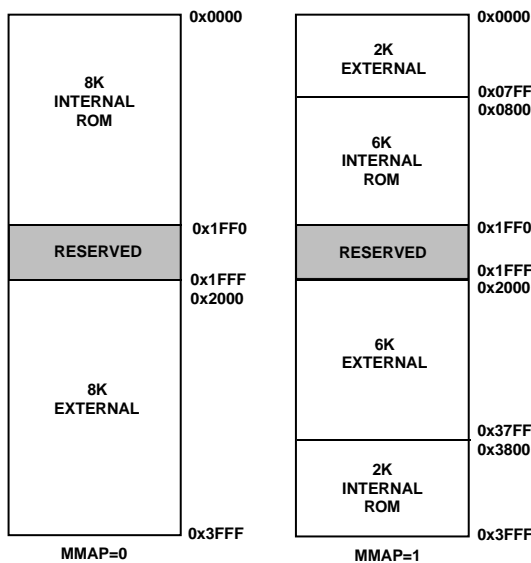 0x0000
8K
INTERNAL
ROM
0x1FF0
RESERVED
0x1FFF
0x2000
8K
EXTERNAL
0x3FFF
MMAP=0
0x0000
2K
EXTERNAL
0x07FF
0x0800
6K
INTERNAL
ROM
0x1FF0
RESERVED
0x1FFF
0x2000
6K
EXTERNAL
0x37FF
0x3800
2K
INTERNAL
ROM
0x3FFF
MMAP=1